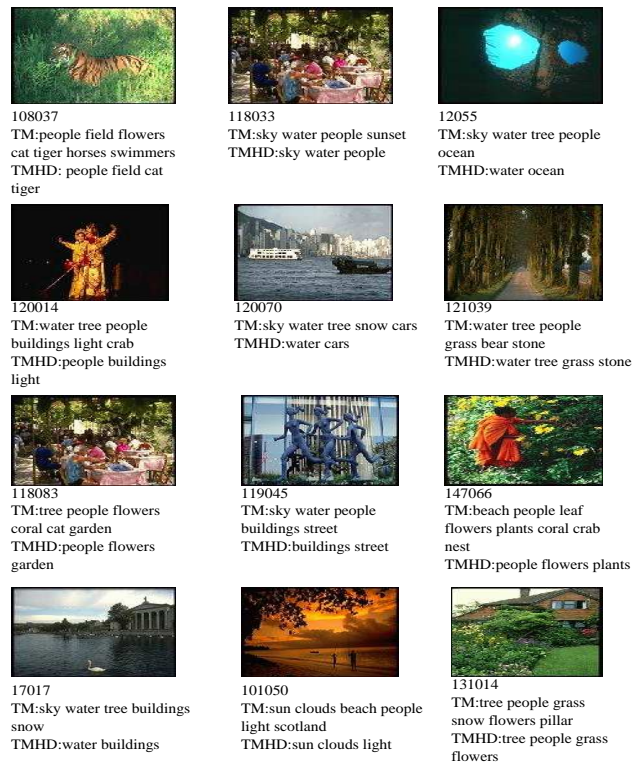 108037
TM:people field flowers
cat tiger horses swimmers
TMHD: people field cat
tiger
118033
TM:sky water people sunset
TMHD:sky water people
12055
TM:sky water tree people
ocean
TMHD:water ocean
120014
TM:water tree people
buildings light crab
TMHD:people buildings
light
120070
TM:sky water tree snow cars
TMHD:water cars
121039
TM:water tree people
grass bear stone
TMHD:water tree grass stone
118083
TM:tree people flowers
coral cat garden
TMHD:people flowers
garden
119045
TM:sky water people
buildings street
TMHD:buildings street
147066
TM:beach people leaf
flowers plants coral crab
nest
TMHD:people flowers plants
17017
TM:sky water tree buildings
snow
TMHD:water buildings
101050
TM:sun clouds beach people
light scotland
TMHD:sun clouds light
131014
TM:tree people grass
snow flowers pillar
TMHD:tree people grass
flowers